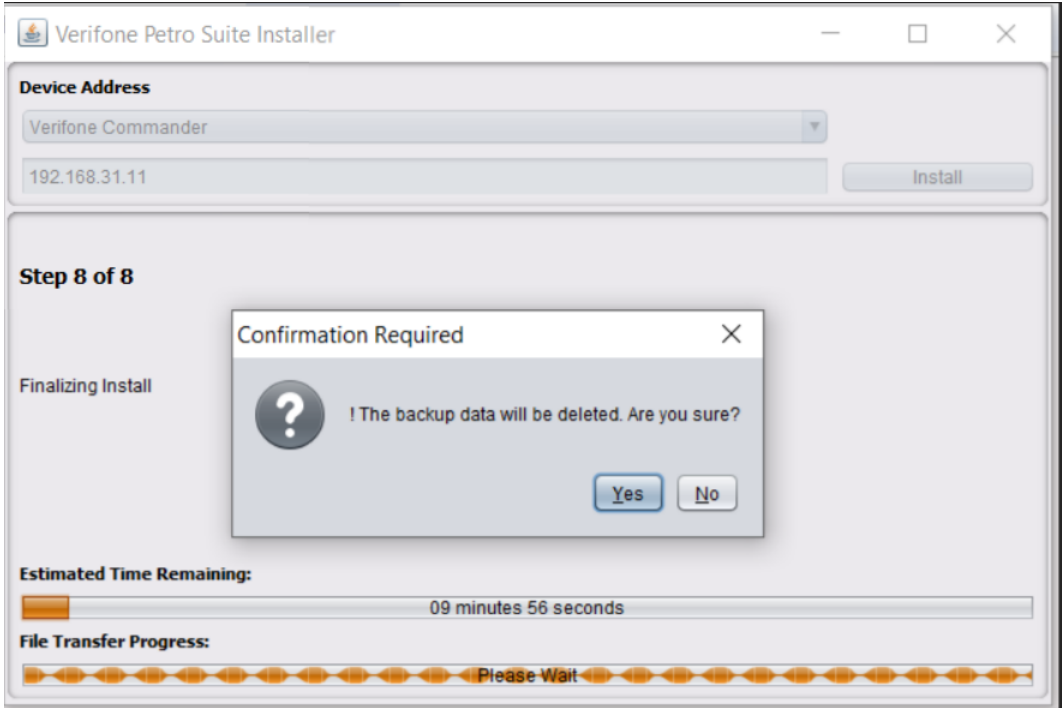 Verifone Petro Suite Installer
Device Address
Verifone Commander
192.168.31.11
Install
Step 8 of 8
Confirmation Required
Finalizing Install
! The backup data will be deleted. Are you sure?
Yes
No
Estimated Time Remaining:
09 minutes 56 seconds
File Transfer Progress:
Please Wait